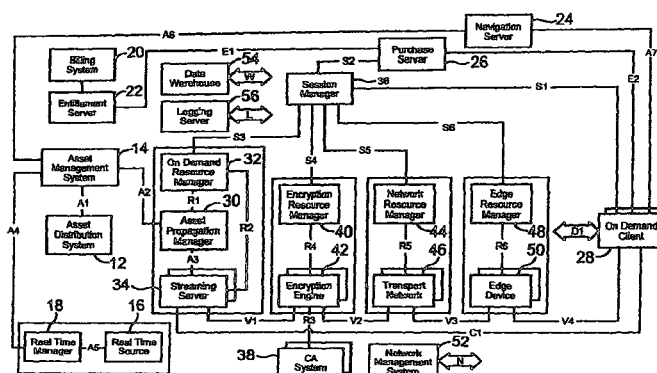 A6
Navigation Server
24
Billing System
20
E1
Purchase Server
A7
54
S2
26
E2
Data Warehouse
W
Entitlement Server
22
Session Manager
36
S1
56
Logging Server
L
S3
S6
S4
S5
Asset Management System
14
On Demand Resource Manager
32
A2
R1
Encryption Resource Manager
40
Network Resource Manager
44
Edge Resource Manager
48
A4
A1
30
Asset Propagation Manager
R2
R4
42
R5
46
R6
50
D1
On Demand Client
28
Asset Distribution System
12
A3
34
Streaming Server
Encryption Engine
Transport Network
Edge Device
V1
R3
V2
V3
V4
C1
18
16
Real Time Manager
A5
Real Time Source
38
CA System
52
Network Management System
N